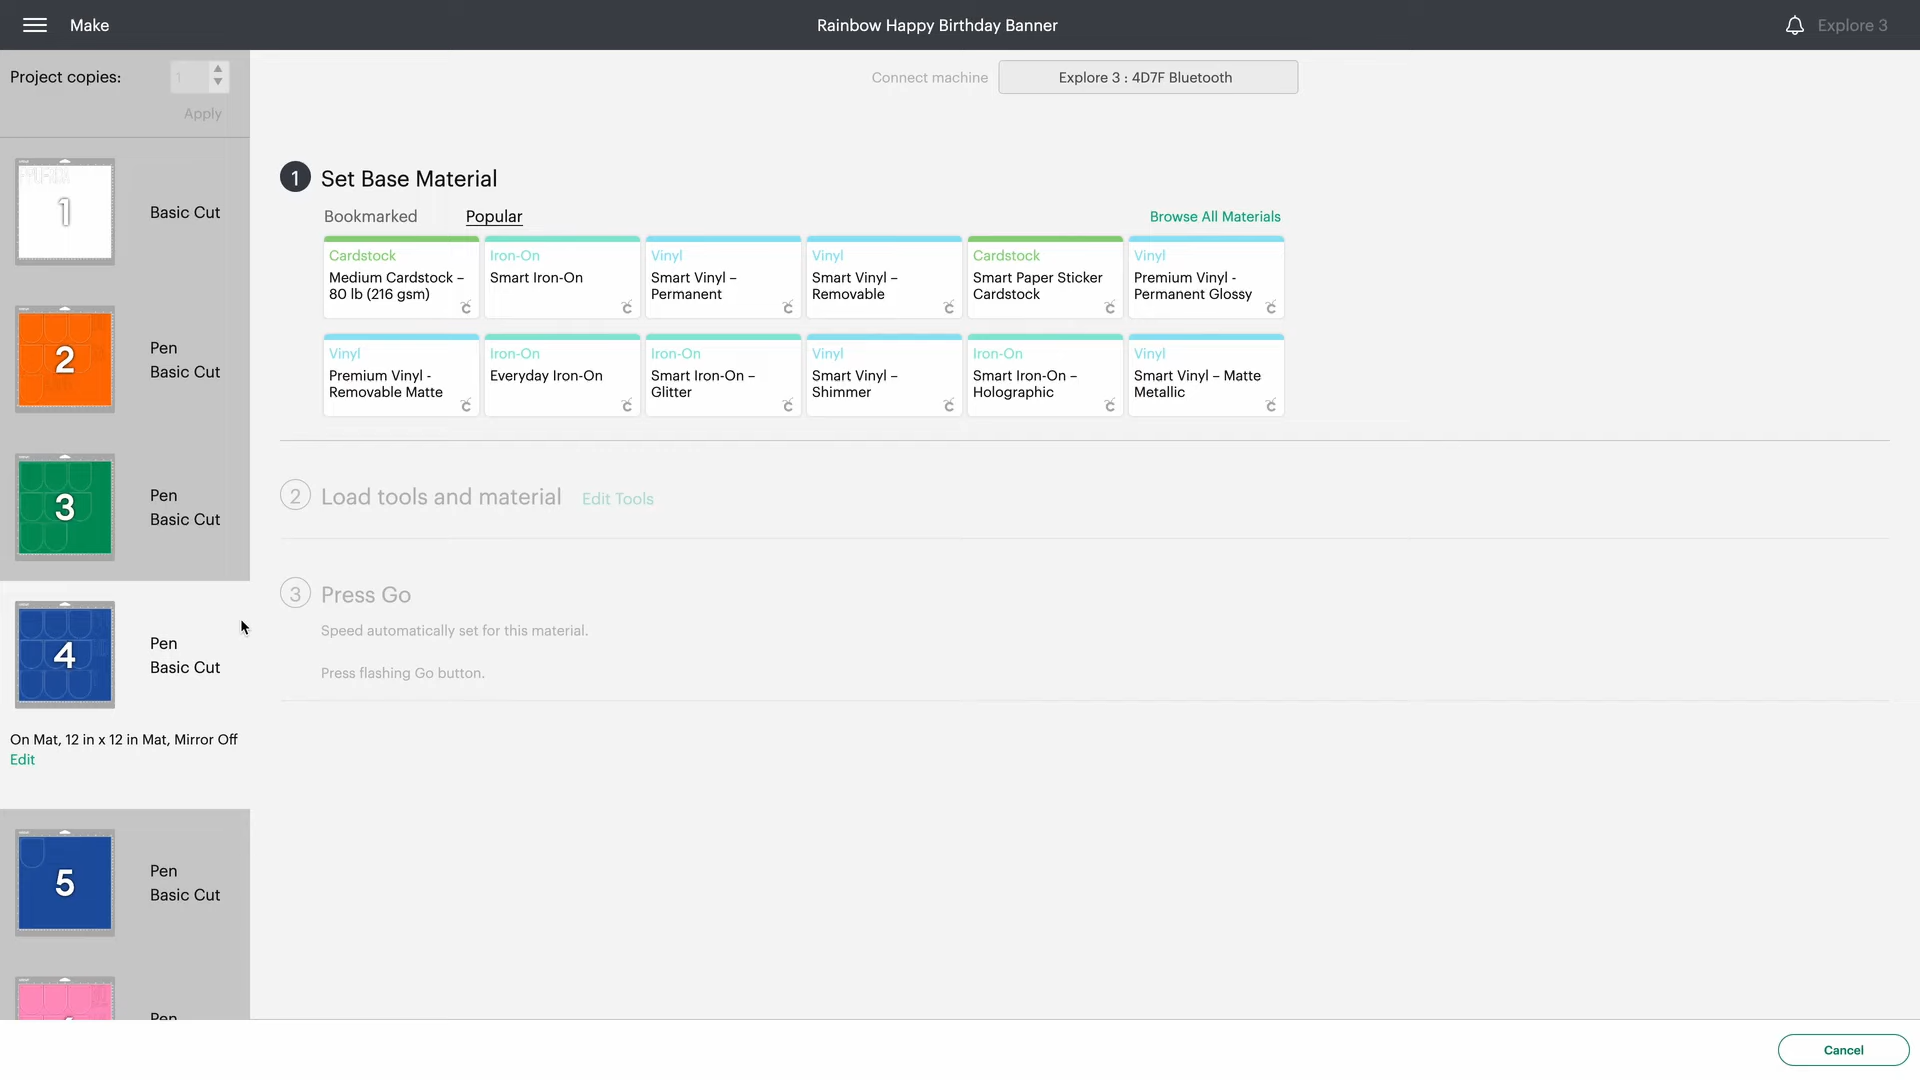 Make
Rainbow Happy Birthday Banner
Explore 3
Project copies:
1
Apply
Connect machine
Explore 3 : 4D7F Bluetooth
1
Basic Cut
2
Pen
Basic Cut
3
Pen
Basic Cut
4
Pen
Basic Cut
On Mat, 12 in x 12 in Mat, Mirror Off
Edit
5
Pen
Basic Cut
Pen
1 Set Base Material
Bookmarked
Popular
Browse All Materials
Cardstock
Medium Cardstock –
80 lb (216 gsm)
Iron-On
Smart Iron-On
Vinyl
Smart Vinyl –
Permanent
Vinyl
Smart Vinyl –
Removable
Cardstock
Smart Paper Sticker
Cardstock
Vinyl
Premium Vinyl -
Permanent Glossy
Vinyl
Premium Vinyl -
Removable Matte
Iron-On
Everyday Iron-On
Iron-On
Smart Iron-On –
Glitter
Vinyl
Smart Vinyl –
Shimmer
Iron-On
Smart Iron-On –
Holographic
Vinyl
Smart Vinyl – Matte
Metallic
2 Load tools and material Edit Tools
3 Press Go
Speed automatically set for this material.
Press flashing Go button.
Cancel